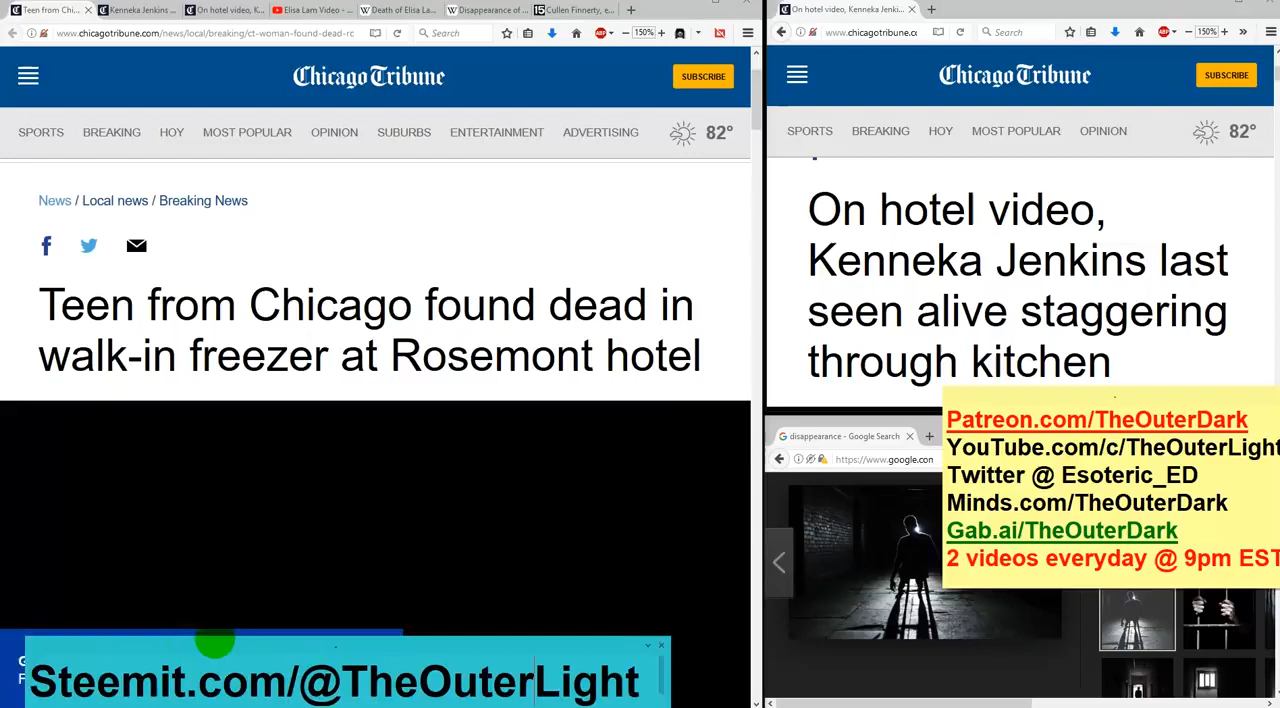 Teen from Chi...
Kenneka Jenkins ...
On hotel video, K...
Elisa Lam Video - ...
Death of Elisa La...
Disappearance of ...
Cullen Finnerty, e...
www.chicagotribune.com/news/local/breaking/ct-woman-found-dead-rc
Search
150%
Chicago Tribune
SUBSCRIBE
SPORTS BREAKING HOY MOST POPULAR OPINION SUBURBS ENTERTAINMENT ADVERTISING 82°
News / Local news / Breaking News
Teen from Chicago found dead in
walk-in freezer at Rosemont hotel
Steemit.com/@TheOuterLight
On hotel video, Kenneka Jenkins...
www.chicagotribune.co
Search
150%
Chicago Tribune
SUBSCRIBE
SPORTS BREAKING HOY MOST POPULAR OPINION 82°
On hotel video,
Kenneka Jenkins last
seen alive staggering
through kitchen
disappearance - Google Search
https://www.google.con
Patreon.com/TheOuterDark
YouTube.com/c/TheOuterLight
Twitter @ Esoteric_ED
Minds.com/TheOuterDark
Gab.ai/TheOuterDark
2 videos everyday @ 9pm EST